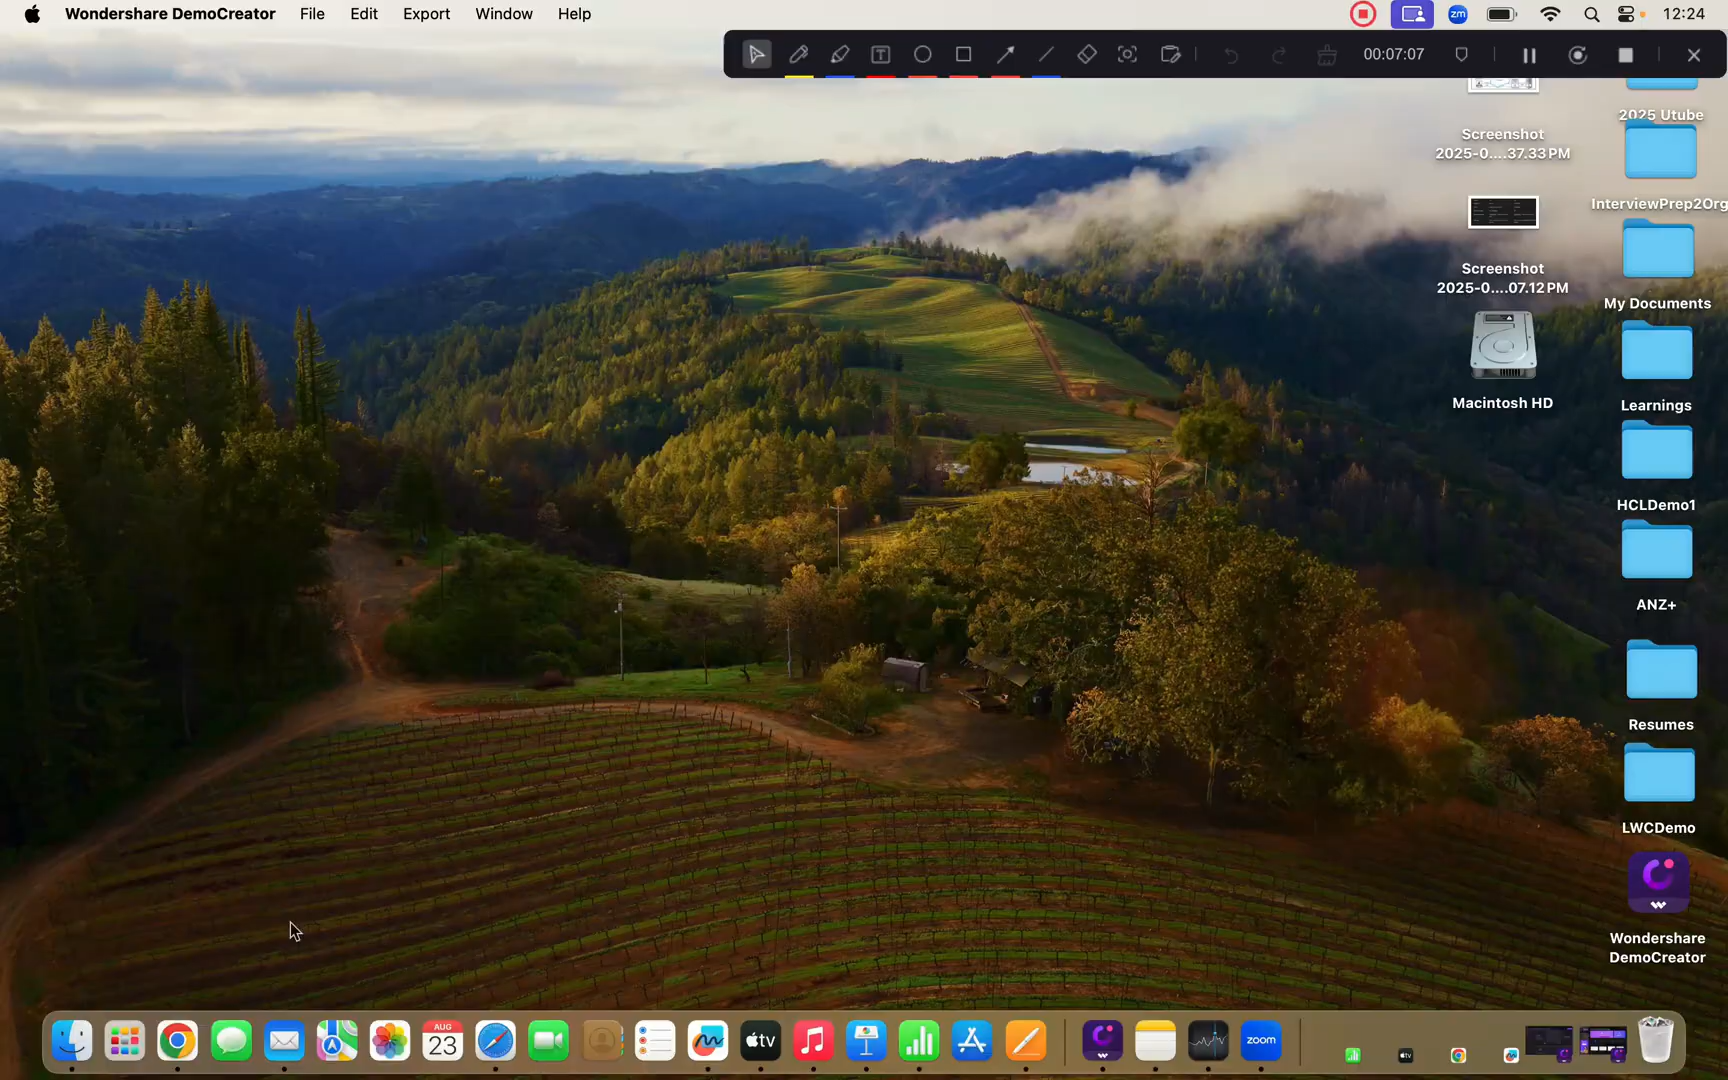 Wondershare DemoCreator File Edit Export Window Help zm 12:24
T 00:07:07
2025 Utube
Screenshot
2025-0....37.33 PM
InterviewPrep2Org
Screenshot
2025-0....07.12 PM
My Documents
Macintosh HD
Learnings
HCLDemo1
ANZ+
Resumes
LWCDemo
Wondershare
DemoCreator
AUG
23
tv
zoom